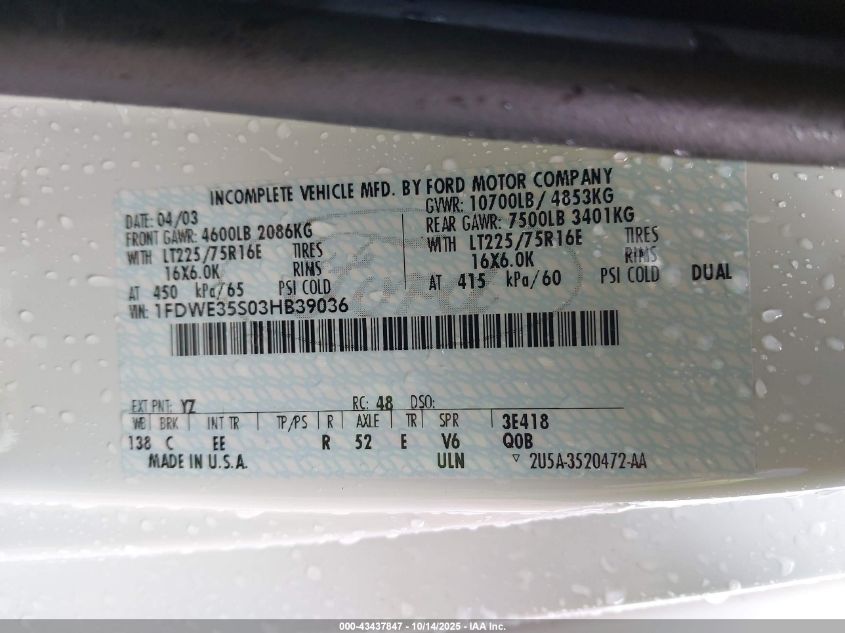 INCOMPLETE VEHICLE MFD. BY FORD MOTOR COMPANY
DATE: 04/03
GVWR: 10700LB/ 4853KG
FRONT GAWR: 4600LB 2086KG
REAR GAWR: 7500LB 3401KG
WITH LT225/75R16E TIRES
WITH LT225/75R16E TIRES
16X6.0K RIMS
16X6.0K RIMS
AT 450 kPa/65 PSI COLD
AT 415 kPa/60 PSI COLD DUAL
VIN: 1FDWE35S03HB39036
EXT PNT: YZ RC: 48 DSO:
WB BRK INT TR TP/PS R AXLE TR SPR 3E418
138 C EE R 52 E V6 Q0B
MADE IN U.S.A. ULN ▽ 2U5A-3520472-AA
000-43437847 | 10/14/2025 - IAA Inc.